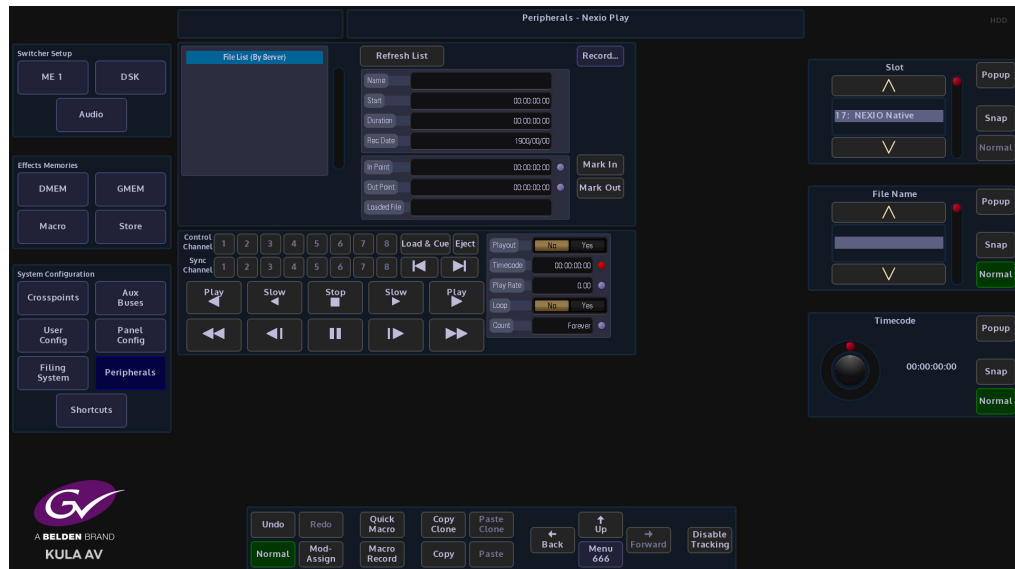 Peripherals - Nexio Play
HDD
Switcher Setup
ME 1
DSK
Audio
Effects Memories
DMEM
GMEM
Macro
Store
System Configuration
Crosspoints
Aux
Buses
User
Config
Panel
Config
Filing
System
Peripherals
Shortcuts
File List (By Server)
Refresh List
Record...
Name
Start
00:00:00:00
Duration
00:00:00:00
Rec Date
1900/00/00
In Point
00:00:00:00
Mark In
Out Point
00:00:00:00
Mark Out
Loaded File
Control
Channel
1 2 3 4 5 6 7 8
Load & Cue
Eject
Sync
Channel
1 2 3 4 5 6 7 8
Play
Slow
Stop
Slow
Play
Playout
No
Yes
Timecode
00:00:00:00
Play Rate
0.00
Loop
No
Yes
Count
Forever
Slot
17: NEXIO Native
Popup
Snap
Normal
File Name
Popup
Snap
Normal
Timecode
00:00:00:00
Popup
Snap
Normal
GV
A BELDEN BRAND
KULA AV
Undo
Redo
Quick
Macro
Copy
Clone
Paste
Clone
Normal
Mod-
Assign
Macro
Record
Copy
Paste
Back
Up
Menu
666
Forward
Disable
Tracking